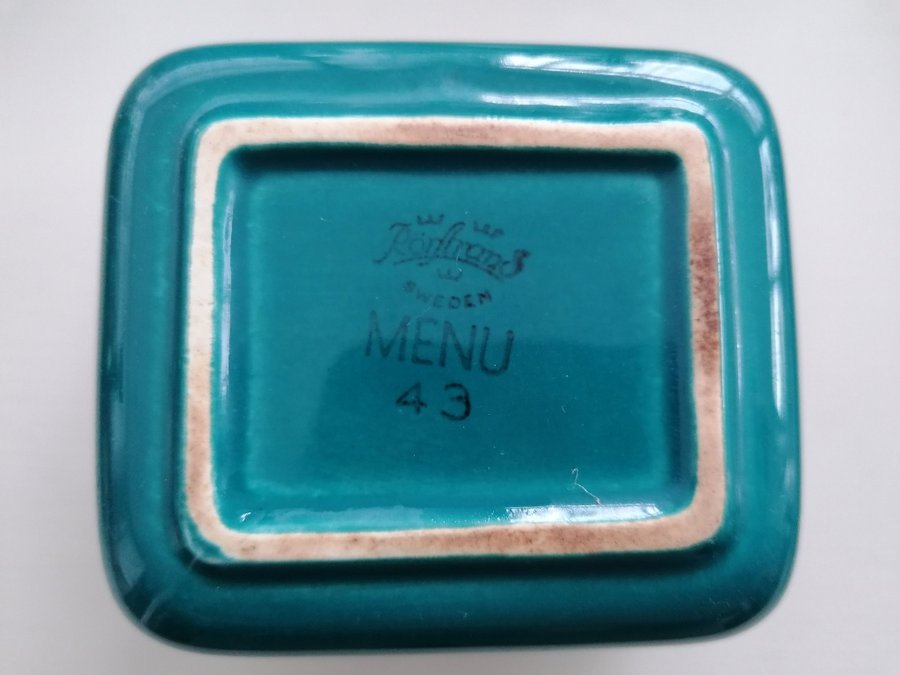 Rörstrand
SWEDEN
MENU
43